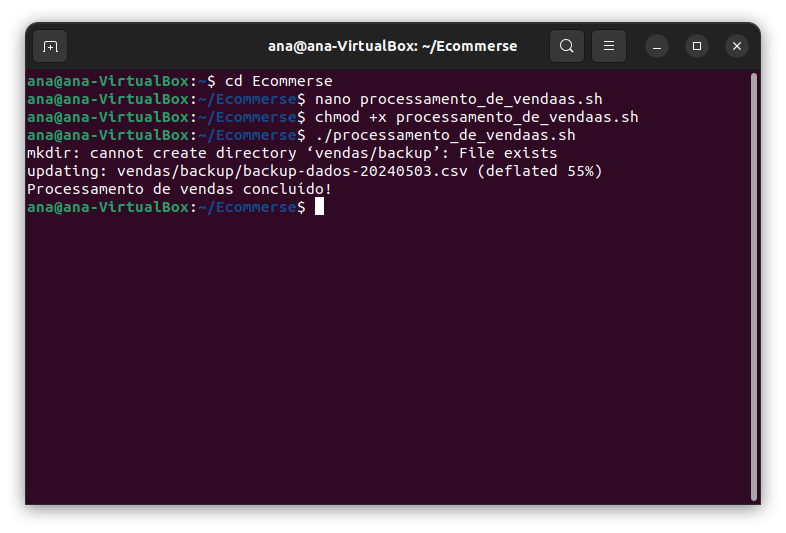 ana@ana-VirtualBox: ~/Ecommerse
ana@ana-VirtualBox:~$ cd Ecommerse
ana@ana-VirtualBox:~/Ecommerse$ nano processamento_de_vendaas.sh
ana@ana-VirtualBox:~/Ecommerse$ chmod +x processamento_de_vendaas.sh
ana@ana-VirtualBox:~/Ecommerse$ ./processamento_de_vendaas.sh
mkdir: cannot create directory ‘vendas/backup’: File exists
updating: vendas/backup/backup-dados-20240503.csv (deflated 55%)
Processamento de vendas concluído!
ana@ana-VirtualBox:~/Ecommerse$